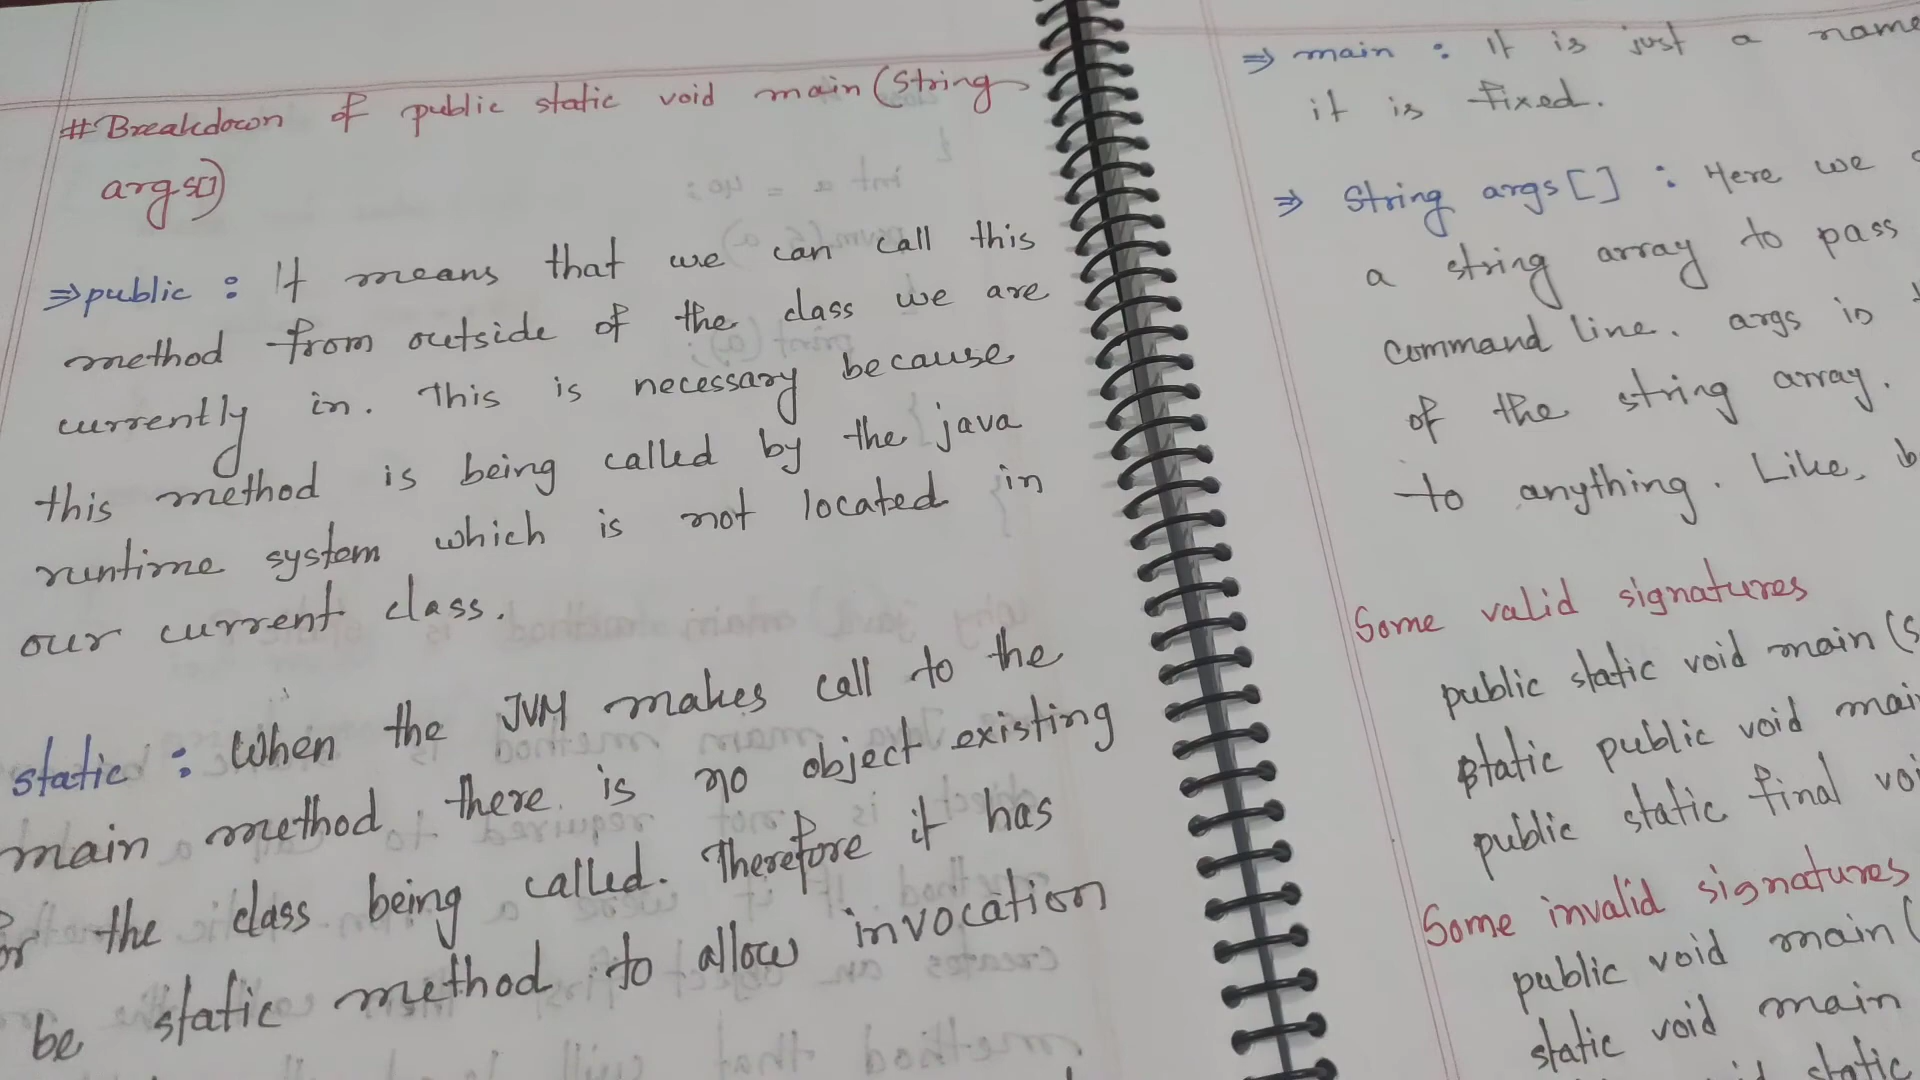 #Breakdown of public static void main(String
args[])
⇒public : It means that we can call this
method from outside of the class we are
currently in. This is necessary because
this method is being called by the java
runtime system which is not located in
our current class.
static : When the JVM makes call to the
main method, there is no object existing
the class being called. Therefore it has
be static method to allow invocation
⇒ main : It is just a name
it is fixed.
⇒ String args[] : Here we
a string array to pass
command line. args is
of the string array.
to anything. Like,
Some valid signatures
public static void main(
static public void mai
public static final voi
Some invalid signatures
public void main(
static void main
static